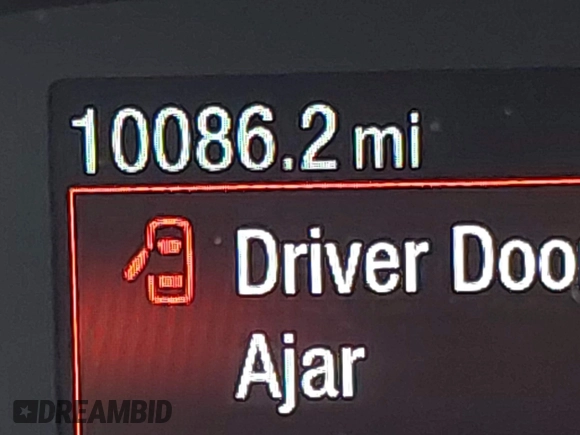 10086.2 mi
Driver Doo
Ajar
DREAMBID